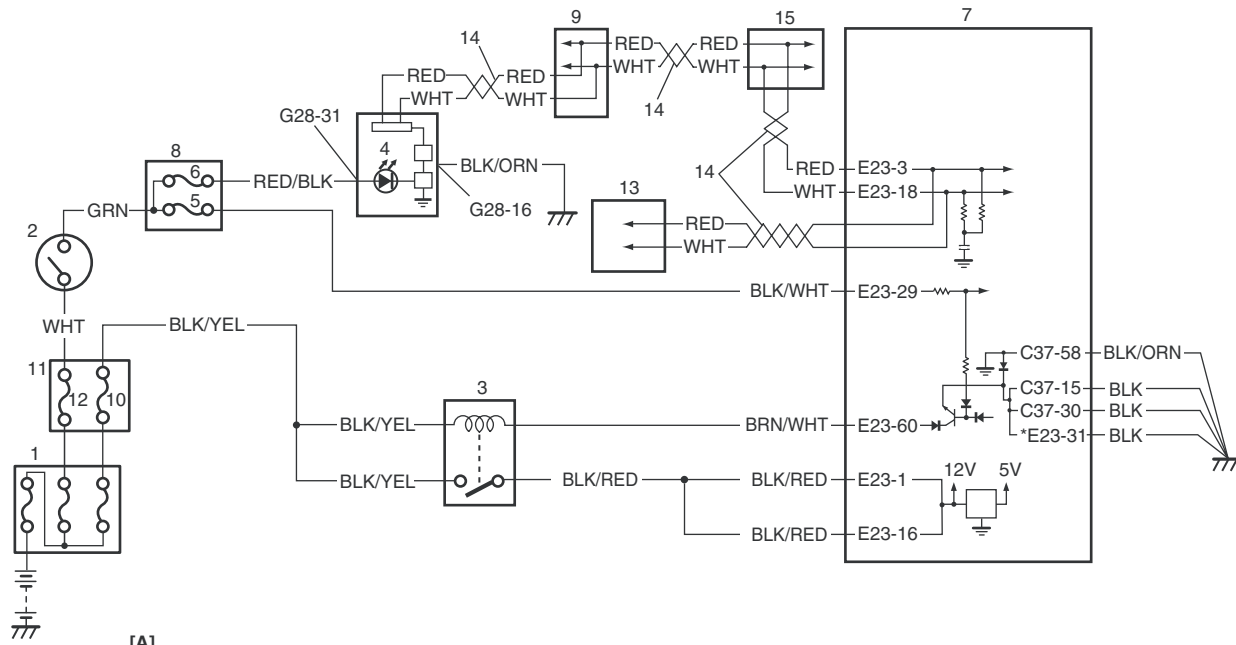 9
15
7
14
RED
RED
RED
RED
WHT
WHT
WHT
WHT
14
G28-31
8
4
6
RED/BLK
BLK/ORN
5
G28-16
GRN
2
14
RED
E23-3
WHT
E23-18
13
RED
WHT
BLK/WHT
E23-29
WHT
BLK/YEL
11
12
10
3
C37-58
BLK/ORN
C37-15
BLK
C37-30
BLK
*E23-31
BLK
BLK/YEL
BRN/WHT
E23-60
1
BLK/YEL
BLK/RED
BLK/RED
E23-1
12V
5V
BLK/RED
E23-16
[A]